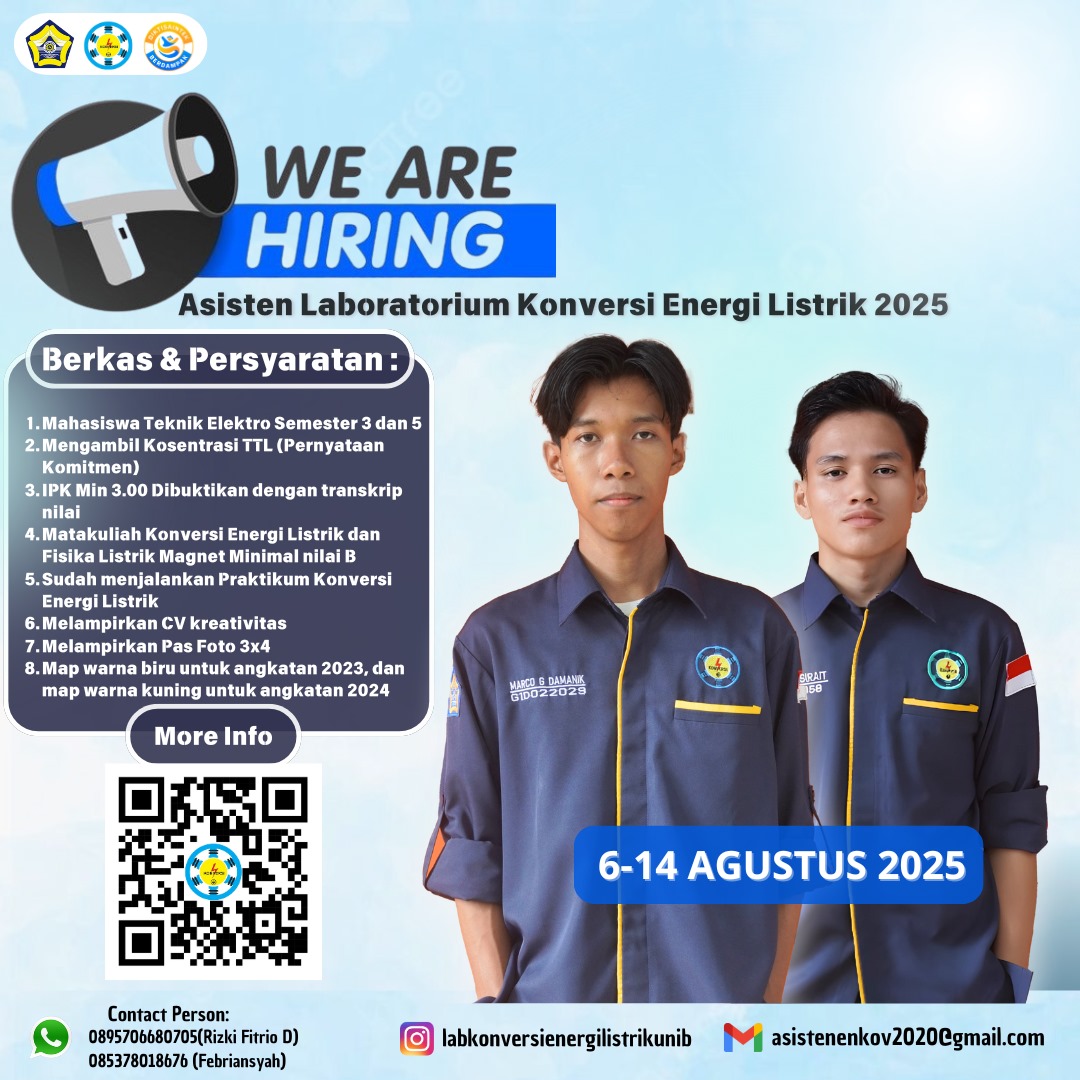 DIKTISAINTEK
BERDAMPAK
WE ARE
HIRING
Asisten Laboratorium Konversi Energi Listrik 2025
Berkas & Persyaratan :
1. Mahasiswa Teknik Elektro Semester 3 dan 5
2. Mengambil Kosentrasi TTL (Pernyataan
Komitmen)
3. IPK Min 3.00 Dibuktikan dengan transkrip
nilai
4. Matakuliah Konversi Energi Listrik dan
Fisika Listrik Magnet Minimal nilai B
5. Sudah menjalankan Praktikum Konversi
Energi Listrik
6. Melampirkan CV kreativitas
7. Melampirkan Pas Foto 3x4
8. Map warna biru untuk angkatan 2023, dan
map warna kuning untuk angkatan 2024
More Info
MARCO G DAMANIK
G1D022029
SURAIT
058
6-14 AGUSTUS 2025
Contact Person:
0895706680705(Rizki Fitrio D)
085378018676 (Febriansyah)
labkonversienergilistrikunib
asistenenkov2020@gmail.com